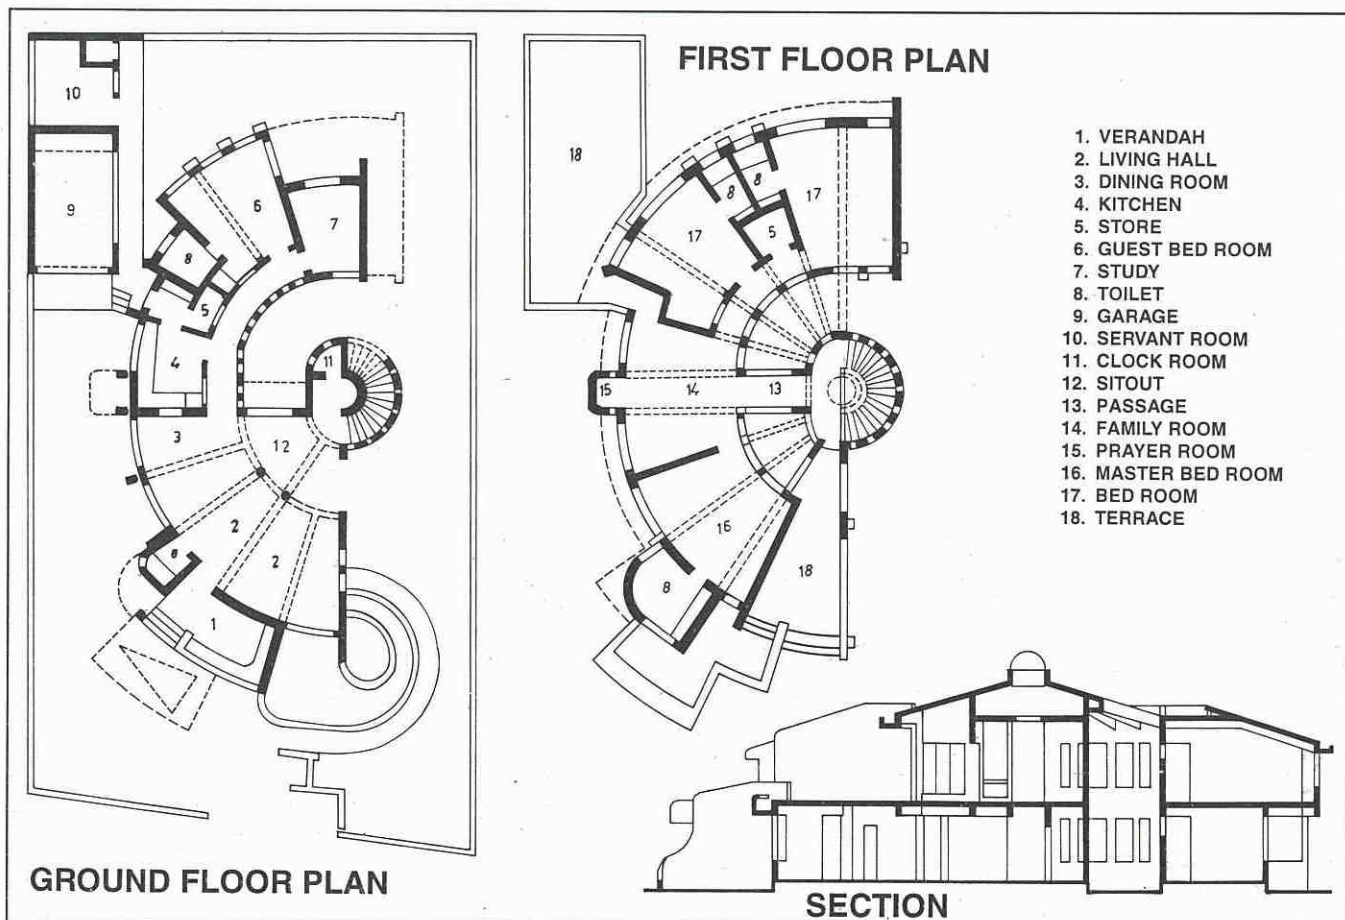 FIRST FLOOR PLAN
10
9
6
7
8
5
4
11
3
12
2
2
8
1
18
8
8
17
17
5
15
14
13
16
8
18
1. VERANDAH
2. LIVING HALL
3. DINING ROOM
4. KITCHEN
5. STORE
6. GUEST BED ROOM
7. STUDY
8. TOILET
9. GARAGE
10. SERVANT ROOM
11. CLOCK ROOM
12. SITOUT
13. PASSAGE
14. FAMILY ROOM
15. PRAYER ROOM
16. MASTER BED ROOM
17. BED ROOM
18. TERRACE
GROUND FLOOR PLAN
SECTION